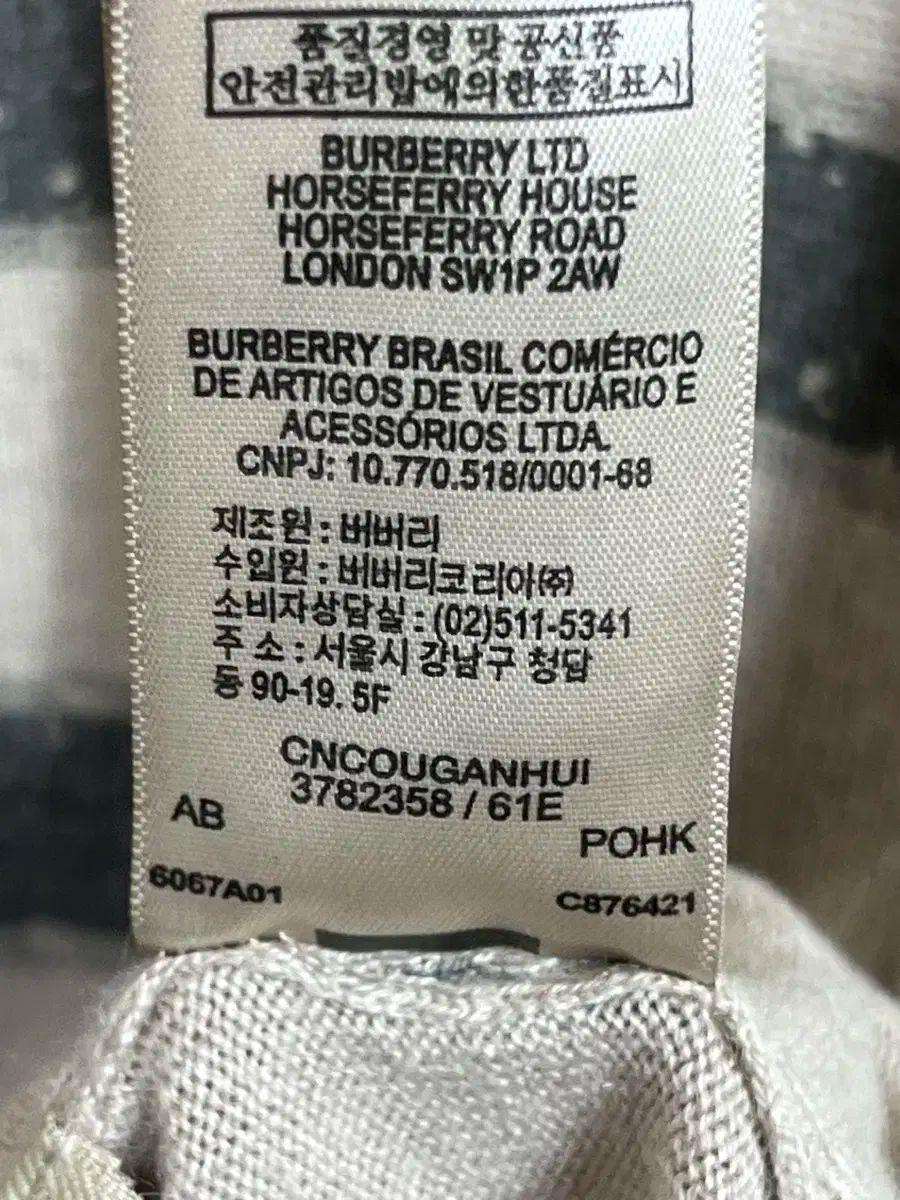 품질경영 및 공신품
안전관리법에의한품질표시
BURBERRY LTD
HORSEFERRY HOUSE
HORSEFERRY ROAD
LONDON SW1P 2AW
BURBERRY BRASIL COMÉRCIO
DE ARTIGOS DE VESTUÁRIO E
ACESSÓRIOS LTDA.
CNPJ: 10.770.518/0001-68
제조원 : 버버리
수입원 : 버버리코리아㈜
소비자상담실 : (02)511-5341
주 소 : 서울시 강남구 청담
동 90-19. 5F
CNCOUGANHUI
3782358 / 61E
AB
POHK
6067A01
C876421